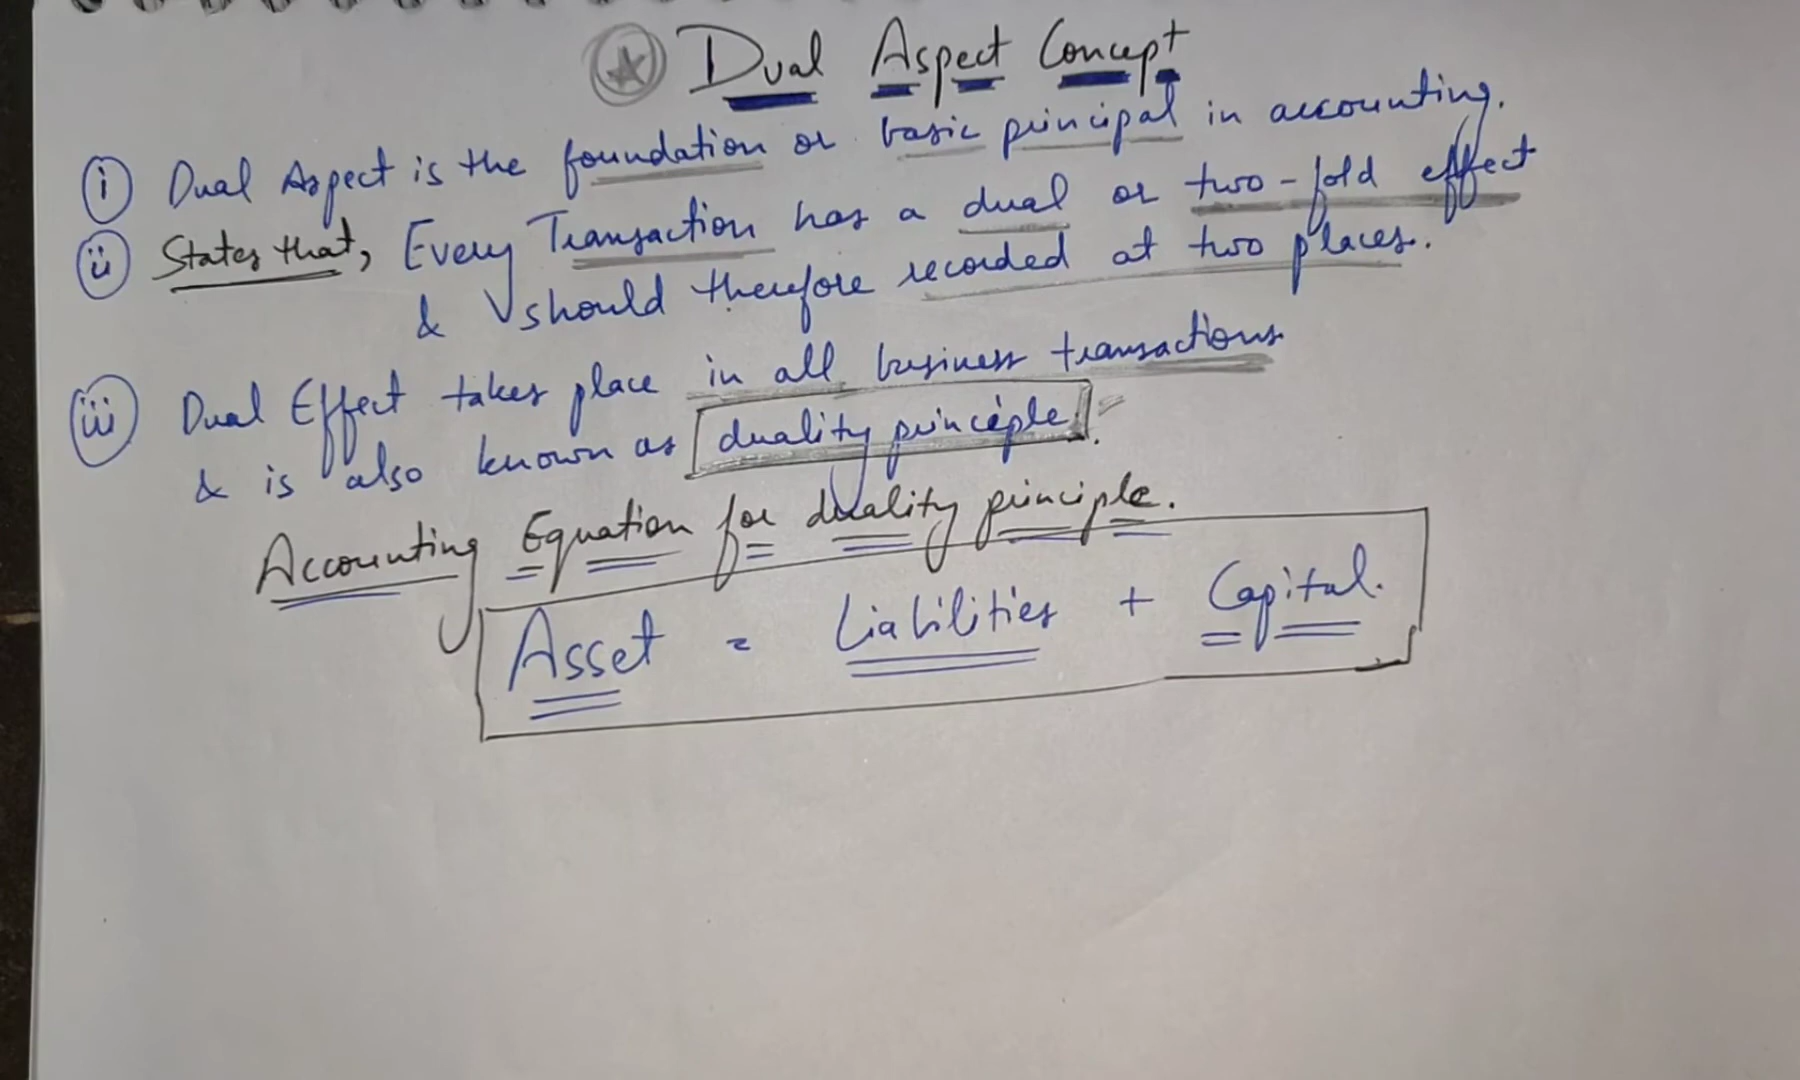 Dual Aspect Concept
i Dual Aspect is the foundation or basic principal in accounting.
ii States that, Every Transaction has a dual or two-fold effect
& should therefore recorded at two places.
iii Dual Effect takes place in all business transactions
& is also known as duality principle.
Accounting Equation for duality principle.
Asset = Liabilities + Capital.